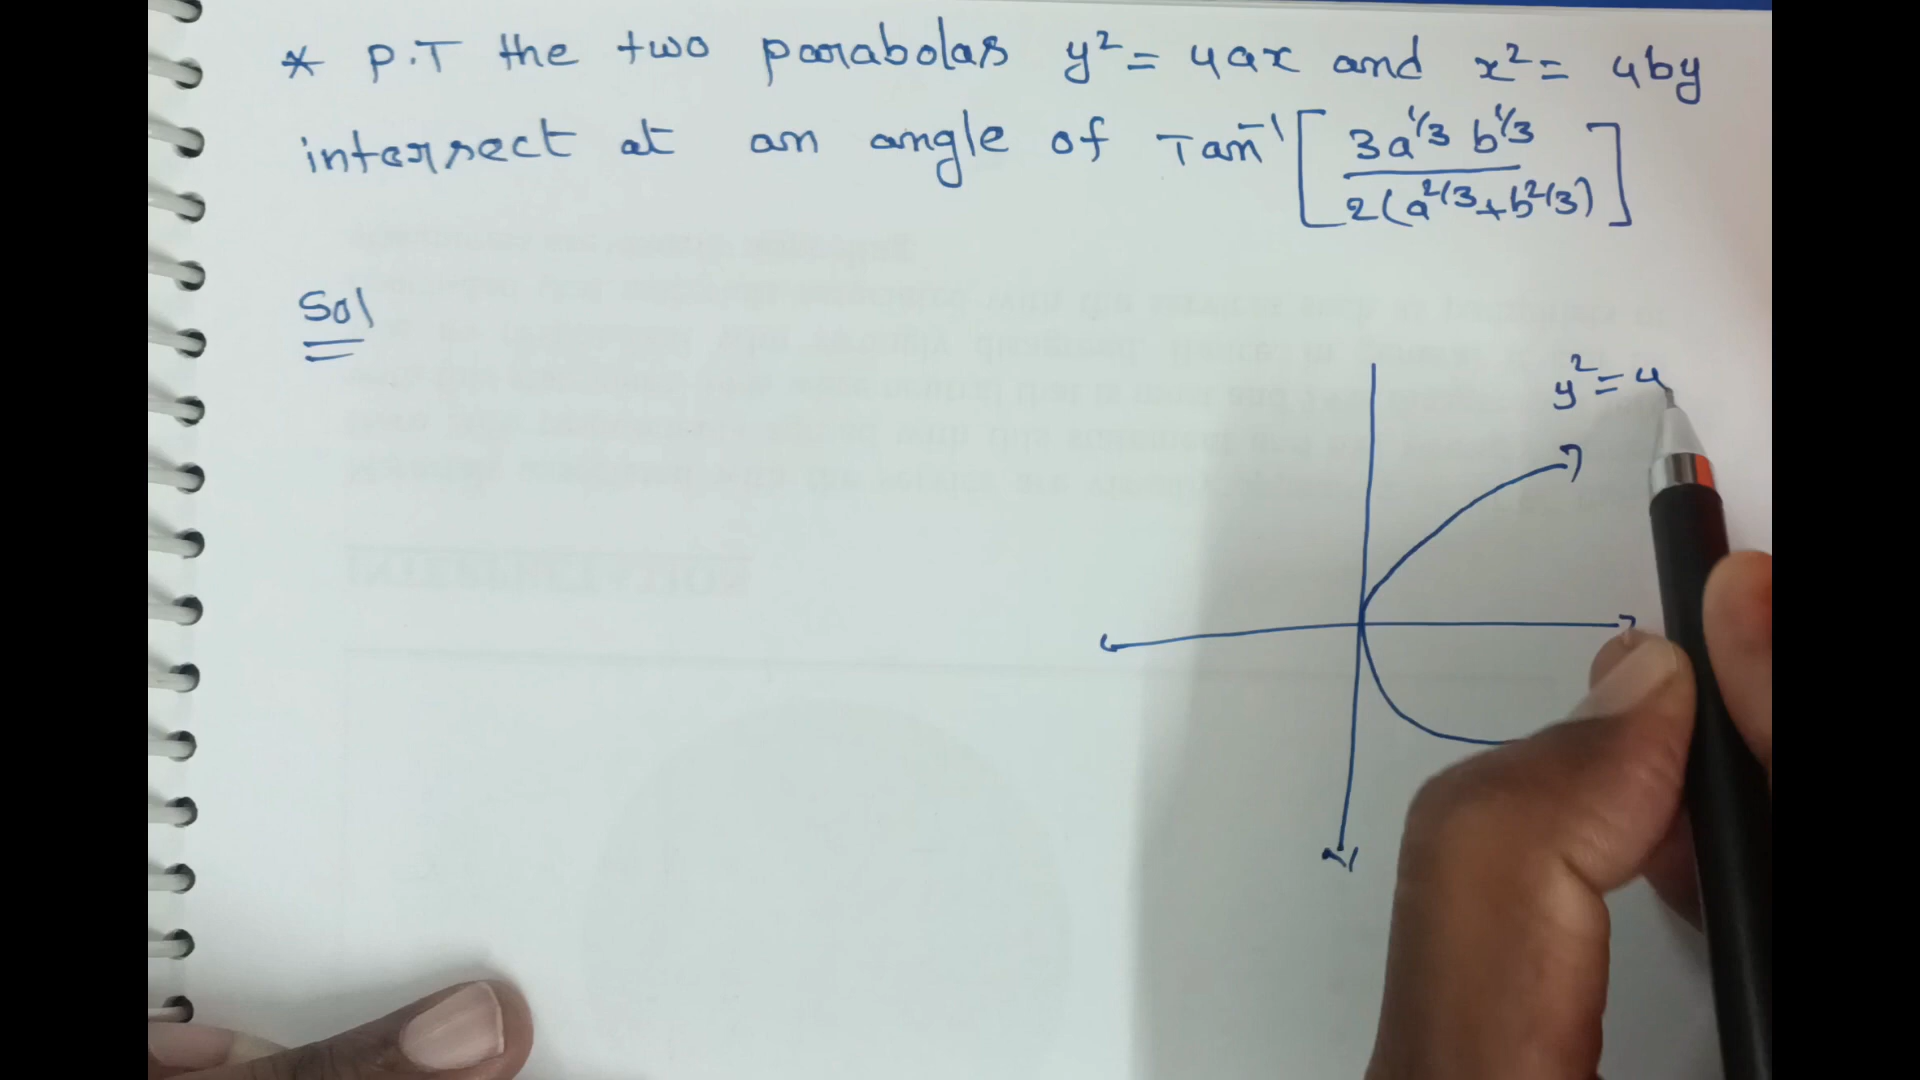 * P.T the two parabolas y² = 4ax and x² = 4by
intersect at an angle of Tan⁻¹ [ 3a^1/3 b^1/3 / 2(a^2/3 + b^2/3) ]
Sol
y² = 4